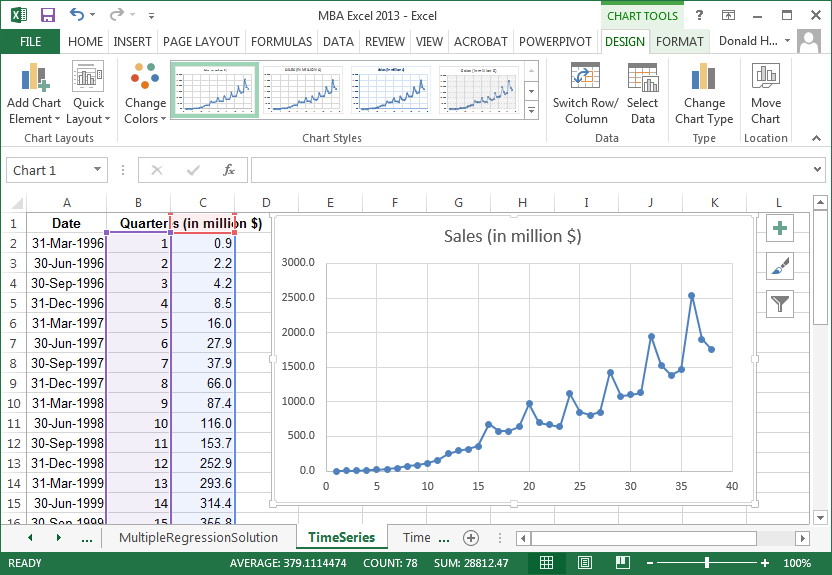 MBA Excel 2013 - Excel
CHART TOOLS
?
FILE HOME INSERT PAGE LAYOUT FORMULAS DATA REVIEW VIEW ACROBAT POWERPIVOT DESIGN FORMAT Donald H...
Add Chart Element
Quick Layout
Change Colors
Switch Row/ Column
Select Data
Change Chart Type
Move Chart
Chart Layouts Chart Styles Data Type Location
Chart 1 fx
A B C D E F G H I J K L
1 Date Quarter s (in million $)
2 31-Mar-1996 1 0.9
3 30-Jun-1996 2 2.2
4 30-Sep-1996 3 4.2
5 31-Dec-1996 4 8.5
6 31-Mar-1997 5 16.0
7 30-Jun-1997 6 27.9
8 30-Sep-1997 7 37.9
9 31-Dec-1997 8 66.0
10 31-Mar-1998 9 87.4
11 30-Jun-1998 10 116.0
12 30-Sep-1998 11 153.7
13 31-Dec-1998 12 252.9
14 31-Mar-1999 13 293.6
15 30-Jun-1999 14 314.4
16 30-Sep-1999 15 355.8
Sales (in million $)
3000.0
2500.0
2000.0
1500.0
1000.0
500.0
0.0
0 5 10 15 20 25 30 35 40
... MultipleRegressionSolution TimeSeries Time ...
READY AVERAGE: 379.1114474 COUNT: 78 SUM: 28812.47 100%